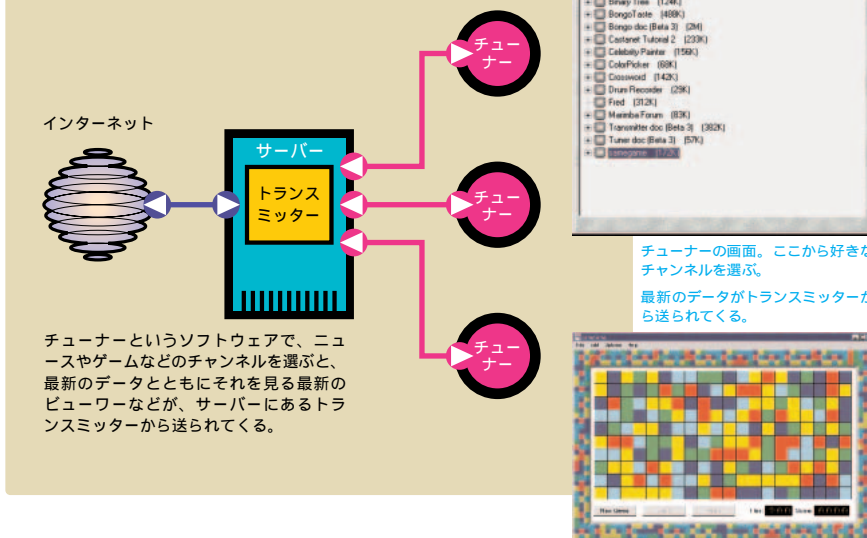 インターネット
サーバー
トランス
ミッター
チュー
ナー
チュー
ナー
チュー
ナー
チューナーというソフトウェアで、ニュ
ースやゲームなどのチャンネルを選ぶと、
最新のデータとともにそれを見る最新の
ビューワーなどが、サーバーにあるトラ
ンスミッターから送られてくる。
Binary Tree (124K)
BongoTaste (488K)
Bongo doc (Beta 3) (2M)
Castanet Tutorial 2 (233K)
Celebrity Painter (156K)
ColorPicker (68K)
Crossword (142K)
Drum Recorder (29K)
Fred (312K)
Marimba Forum (83K)
Transmitter doc (Beta 3) (382K)
Tuner doc (Beta 3) (57K)
samegame
チューナーの画面。ここから好きな
チャンネルを選ぶ。
最新のデータがトランスミッターか
ら送られてくる。
New Game